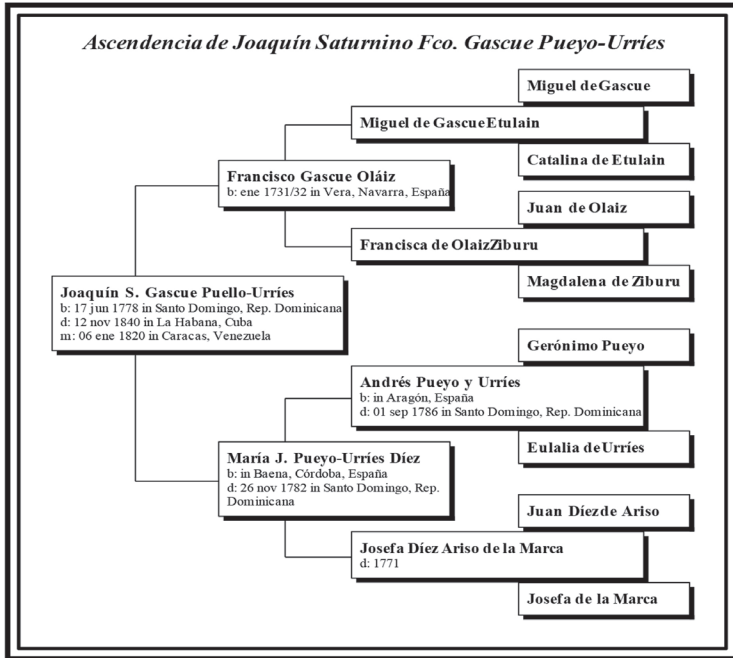 Ascendencia de Joaquín Saturnino Fco. Gascue Pueyo-Urríes
Miguel de Gascue
Miguel de Gascue Etulain
Catalina de Etulain
Francisco Gascue Oláiz
b: ene 1731/32 in Vera, Navarra, España
Juan de Olaiz
Francisca de Olaiz Ziburu
Magdalena de Ziburu
Joaquín S. Gascue Puello-Urríes
b: 17 jun 1778 in Santo Domingo, Rep. Dominicana
d: 12 nov 1840 in La Habana, Cuba
m: 06 ene 1820 in Caracas, Venezuela
Gerónimo Pueyo
Andrés Pueyo y Urríes
b: in Aragón, España
d: 01 sep 1786 in Santo Domingo, Rep. Dominicana
Eulalia de Urríes
María J. Pueyo-Urríes Díez
b: in Baena, Córdoba, España
d: 26 nov 1782 in Santo Domingo, Rep.
Dominicana
Juan Díez de Ariso
Josefa Díez Ariso de la Marca
d: 1771
Josefa de la Marca